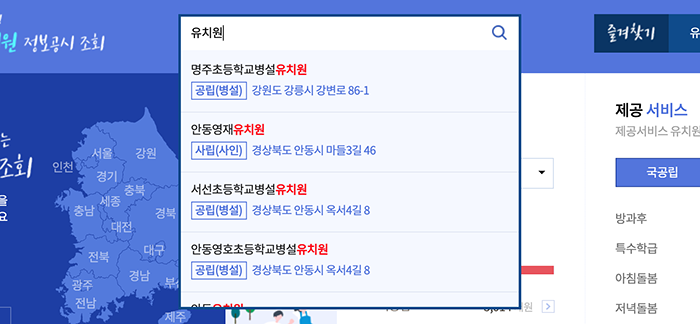 원 정보공시 조회
유치원
즐겨찾기
유
명주초등학교병설유치원
공립(병설) 강원도 강릉시 강변로 86-1
안동영재유치원
사립(사인) 경상북도 안동시 마들3길 46
서선초등학교병설유치원
공립(병설) 경상북도 안동시 옥서4길 8
안동영호초등학교병설유치원
공립(병설) 경상북도 안동시 옥서4길 8
는
조회
을
요
서울
강원
인천
경기
충북
세종
충남
경북
대전
대구
전북
경남
광주
전남
제주
제공 서비스
제공서비스 유치원
국공립
방과후
특수학급
아침돌봄
저녁돌봄